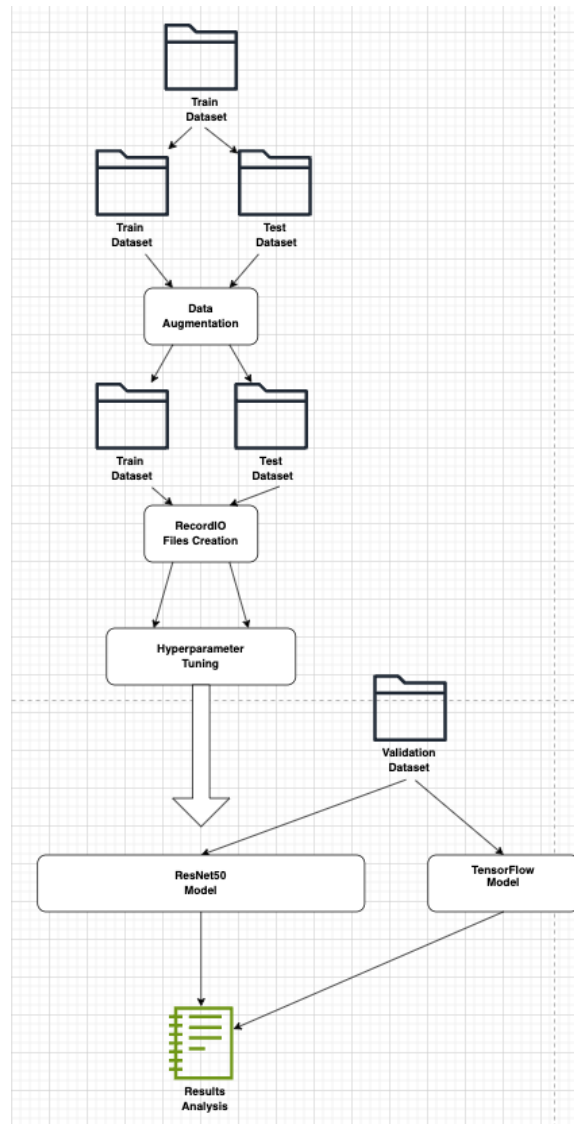 Train
Dataset
Train
Dataset
Test
Dataset
Data
Augmentation
Train
Dataset
Test
Dataset
RecordIO
Files Creation
Hyperparameter
Tuning
Validation
Dataset
ResNet50
Model
TensorFlow
Model
Results
Analysis